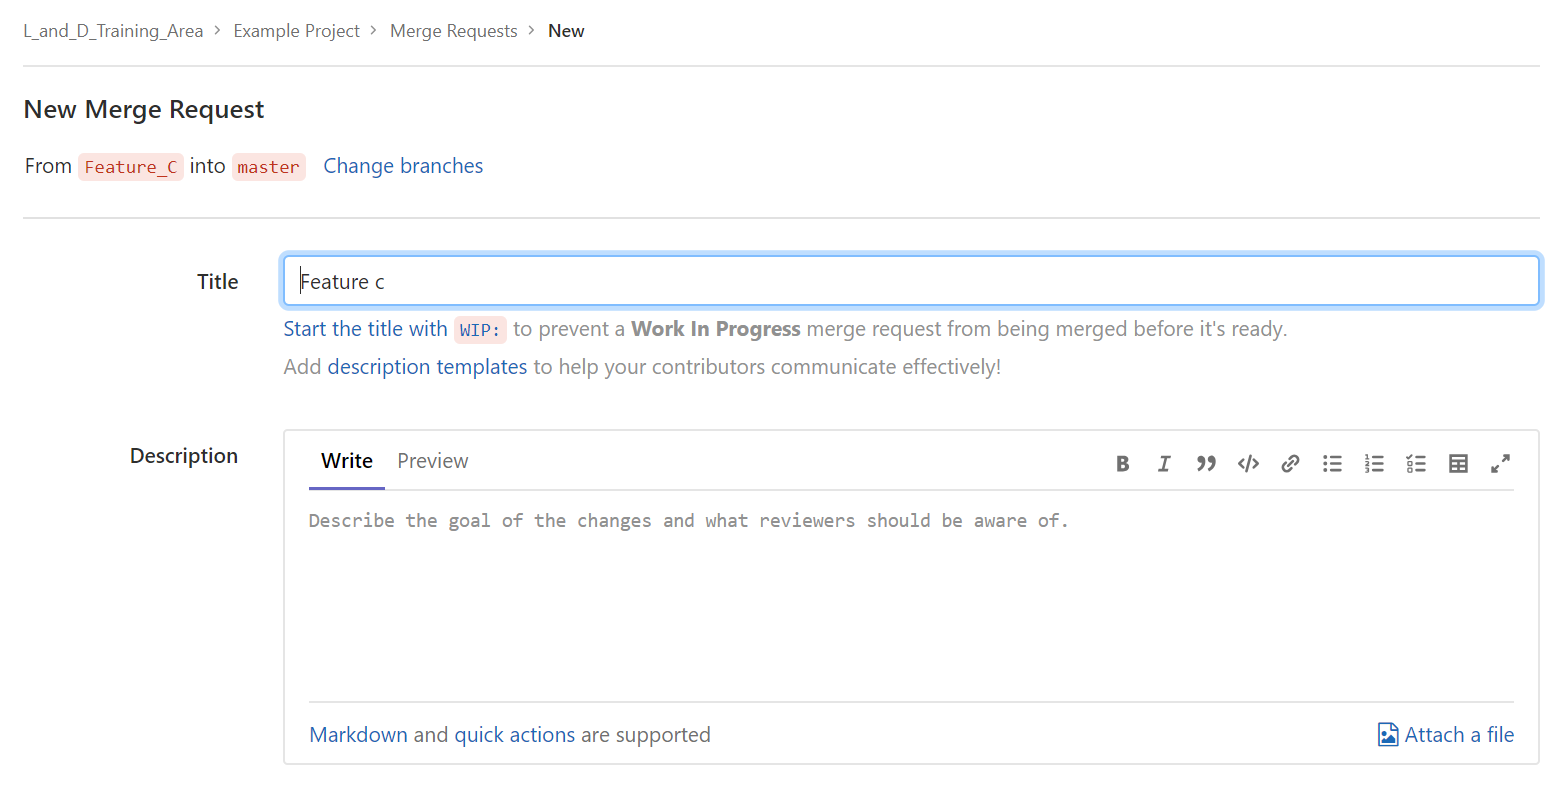 L_and_D_Training_Area > Example Project > Merge Requests > New
New Merge Request
From Feature_C into master Change branches
Title
Feature c
Start the title with WIP: to prevent a Work In Progress merge request from being merged before it's ready.
Add description templates to help your contributors communicate effectively!
Description
Write Preview
Describe the goal of the changes and what reviewers should be aware of.
Markdown and quick actions are supported
Attach a file